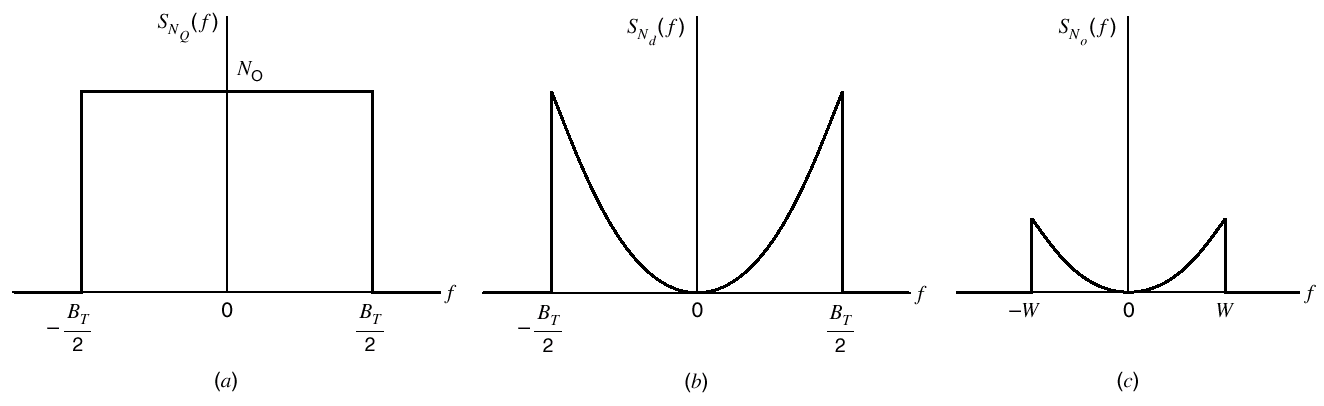 S_{N_Q}(f)
N_O
-B_T/2
0
B_T/2
f
(a)
S_{N_d}(f)
-B_T/2
0
B_T/2
f
(b)
S_{N_o}(f)
-W
0
W
f
(c)